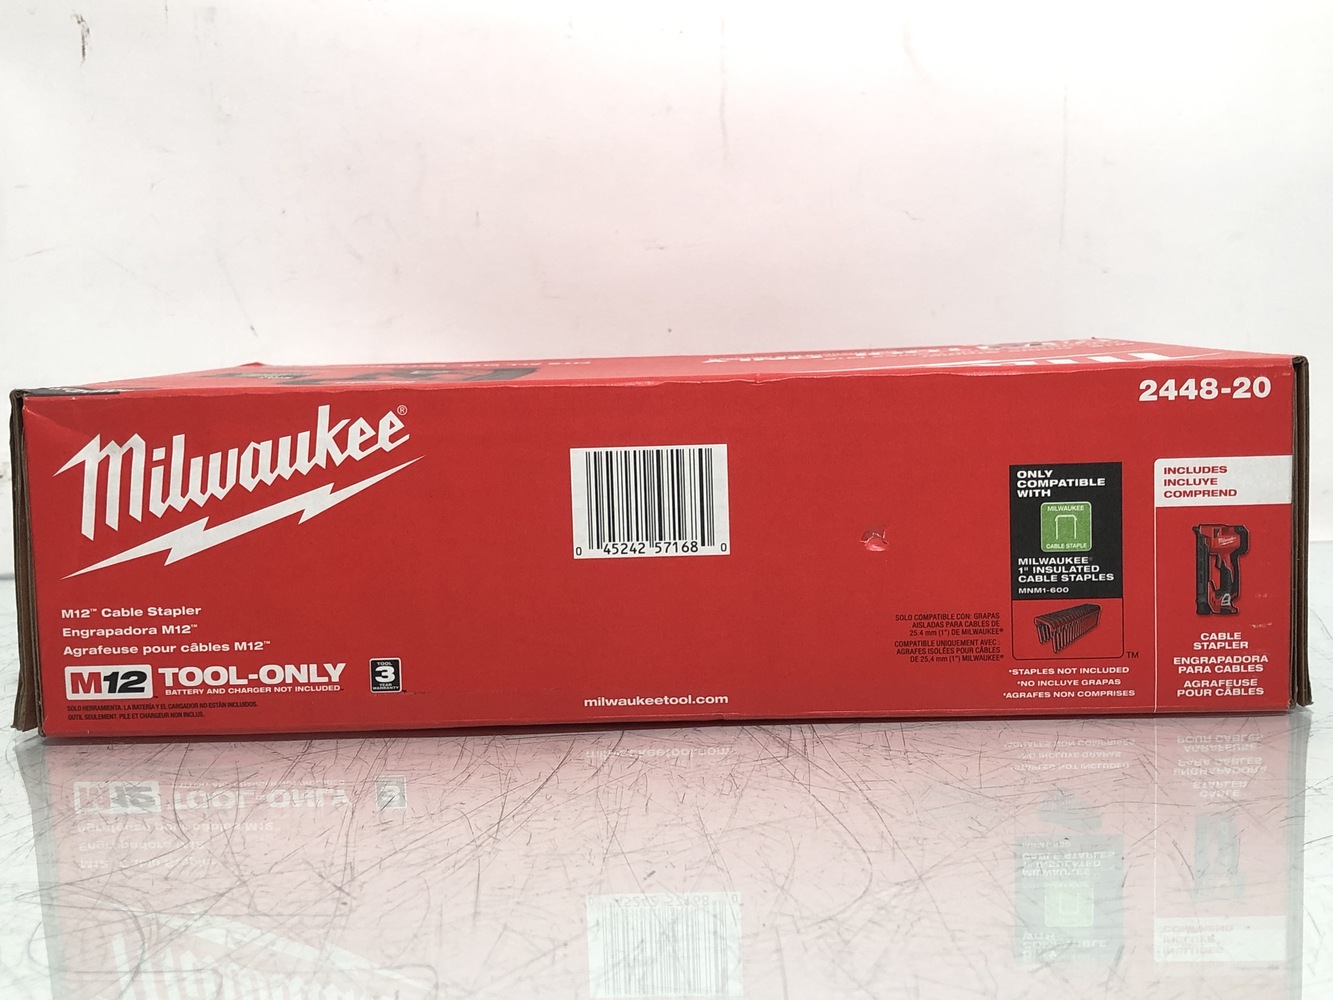 2448-20
Milwaukee®
0 45242 57168 0
M12™ Cable Stapler
Engrapadora M12™
Agrafeuse pour câbles M12™
M12 TOOL-ONLY
BATTERY AND CHARGER NOT INCLUDED
SOLO HERRAMIENTA. LA BATERÍA Y EL CARGADOR NO ESTÁN INCLUIDOS.
OUTIL SEULEMENT. PILE ET CHARGEUR NON INCLUS.
TOOL
3
YEAR
WARRANTY
milwaukeetool.com
SOLO COMPATIBLE CON: GRAPAS
AISLADAS PARA CABLES DE
25.4 mm (1") DE MILWAUKEE®
COMPATIBLE UNIQUEMENT AVEC :
AGRAFES ISOLÉES POUR CÂBLES
DE 25,4 mm (1") MILWAUKEE®
ONLY
COMPATIBLE
WITH
MILWAUKEE
CABLE STAPLE
MILWAUKEE®
1" INSULATED
CABLE STAPLES
MNM1-600
™
*STAPLES NOT INCLUDED
*NO INCLUYE GRAPAS
*AGRAFES NON COMPRISES
INCLUDES
INCLUYE
COMPREND
CABLE
STAPLER
ENGRAPADORA
PARA CABLES
AGRAFEUSE
POUR CÂBLES